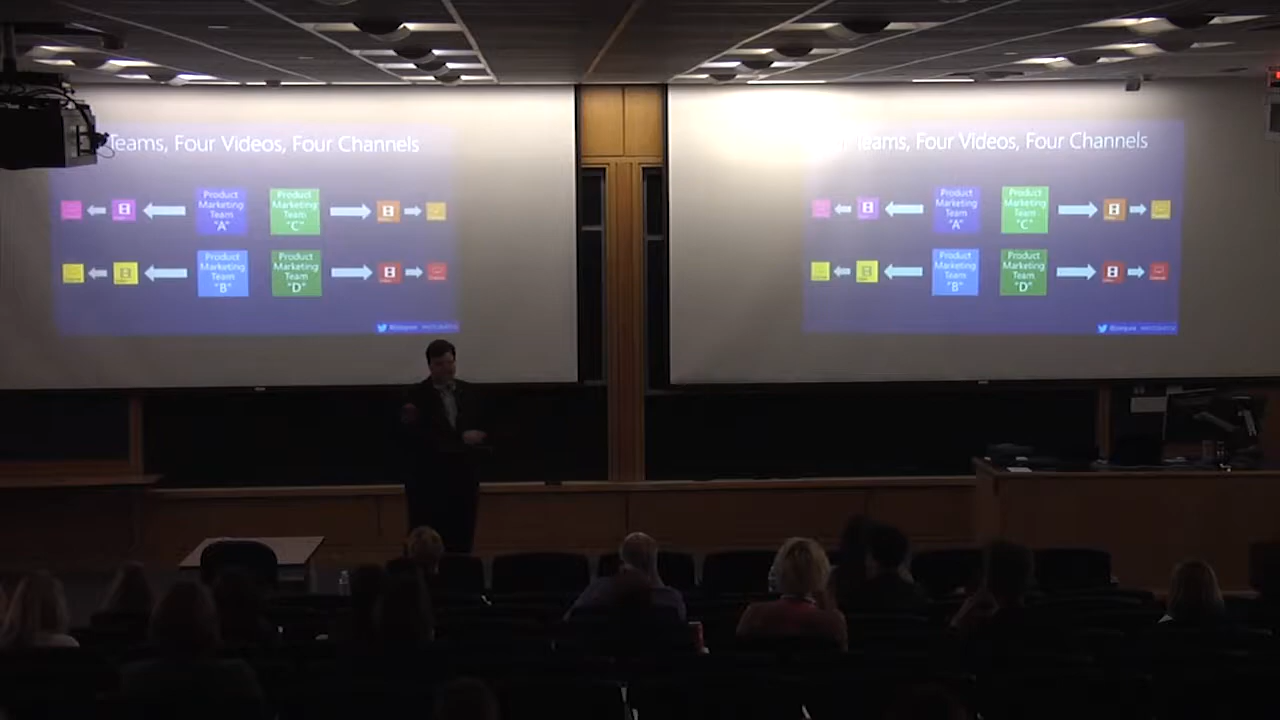 Teams, Four Videos, Four Channels
Product
Marketing
Team
"A"
Product
Marketing
Team
"C"
Product
Marketing
Team
"B"
Product
Marketing
Team
"D"
Teams, Four Videos, Four Channels
Product
Marketing
Team
"A"
Product
Marketing
Team
"C"
Product
Marketing
Team
"B"
Product
Marketing
Team
"D"